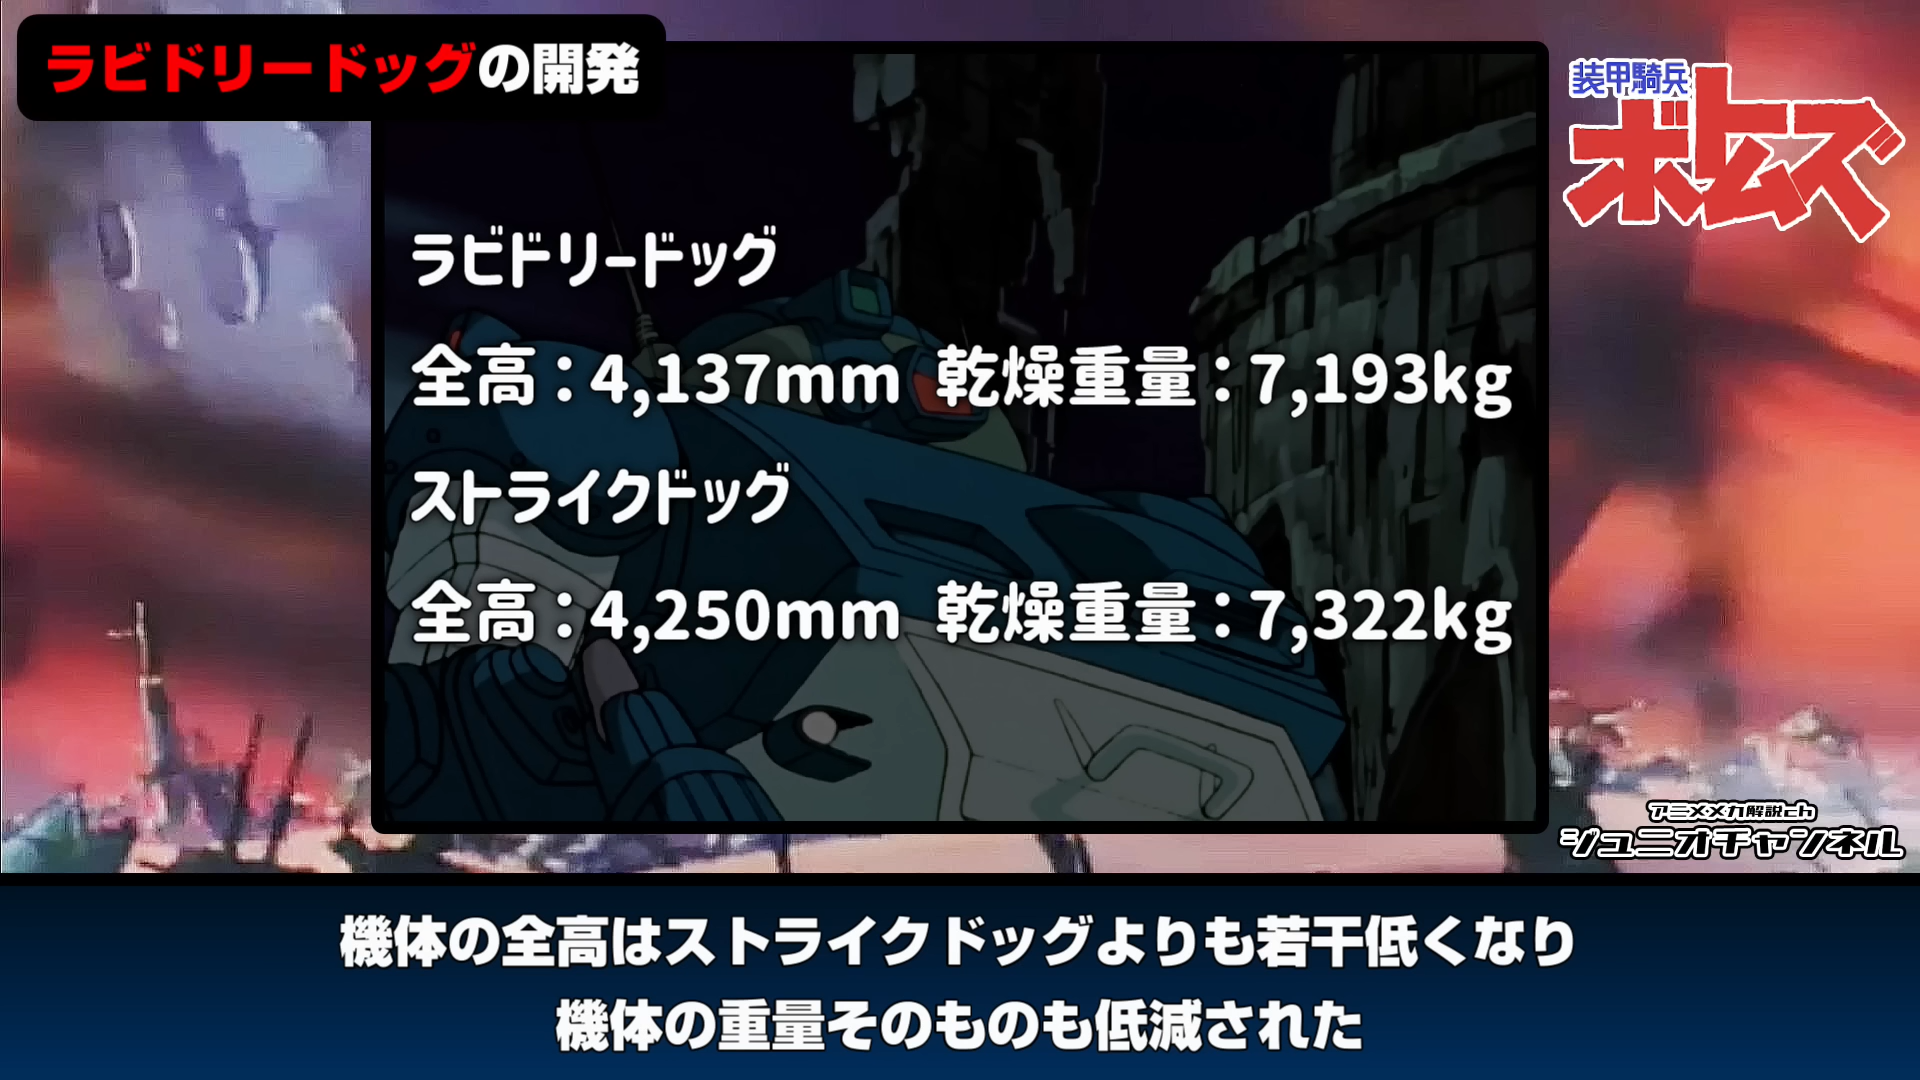 ラビドリードッグの開発
装甲騎兵
ボトムズ
ラビドリードッグ
全高：4,137mm 乾燥重量：7,193kg
ストライクドッグ
全高：4,250mm 乾燥重量：7,322kg
アニメメカ解説ch
ジュニオチャンネル
機体の全高はストライクドッグよりも若干低くなり
機体の重量そのものも低減された